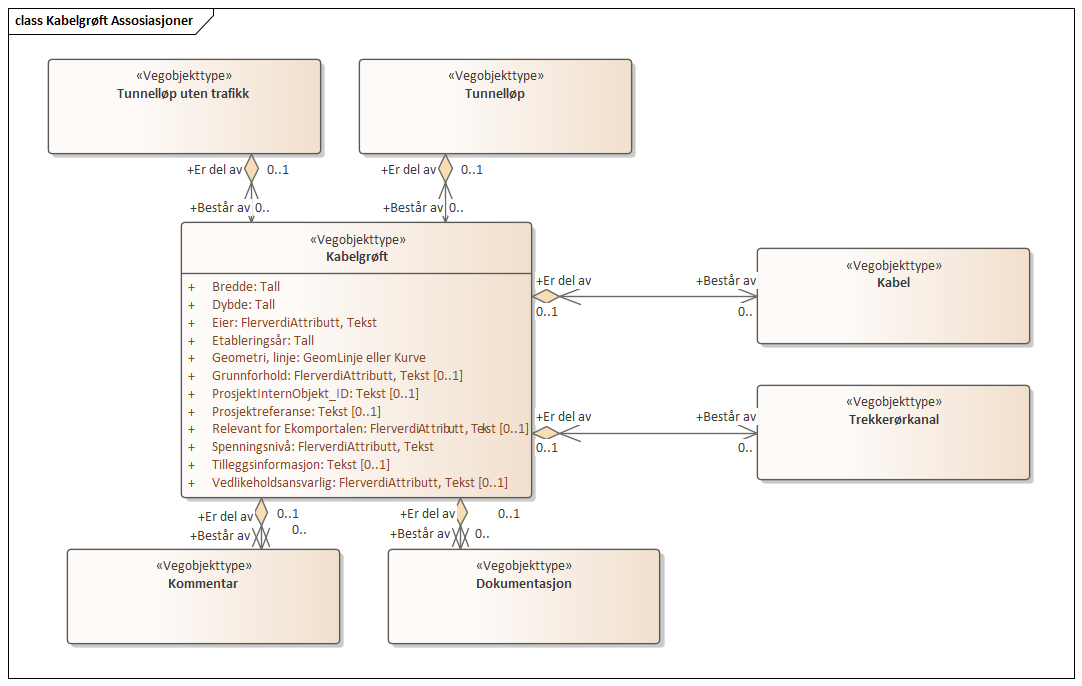 class Kabelgrøft Assosiasjoner
«Vegobjekttype»
Tunnelløp uten trafikk
«Vegobjekttype»
Tunnelløp
+Er del av
0..1
+Er del av
0..1
+Består av
0..
+Består av
0..
«Vegobjekttype»
Kabelgrøft
+ Bredde: Tall
+ Dybde: Tall
+ Eier: FlerverdiAttributt, Tekst
+ Etableringsår: Tall
+ Geometri, linje: GeomLinje eller Kurve
+ Grunnforhold: FlerverdiAttributt, Tekst [0..1]
+ ProsjektInternObjekt_ID: Tekst [0..1]
+ Prosjektreferanse: Tekst [0..1]
+ Relevant for Ekomportalen: FlerverdiAttributt, Tekst [0..1]
+ Spenningsnivå: FlerverdiAttributt, Tekst
+ Tilleggsinformasjon: Tekst [0..1]
+ Vedlikeholdsansvarlig: FlerverdiAttributt, Tekst [0..1]
+Er del av
0..1
+Består av
0..
«Vegobjekttype»
Kabel
+Er del av
0..1
+Består av
0..
«Vegobjekttype»
Trekkerørkanal
+Er del av
0..1
0..
+Består av
+Er del av
0..1
+Består av
0..
«Vegobjekttype»
Kommentar
«Vegobjekttype»
Dokumentasjon